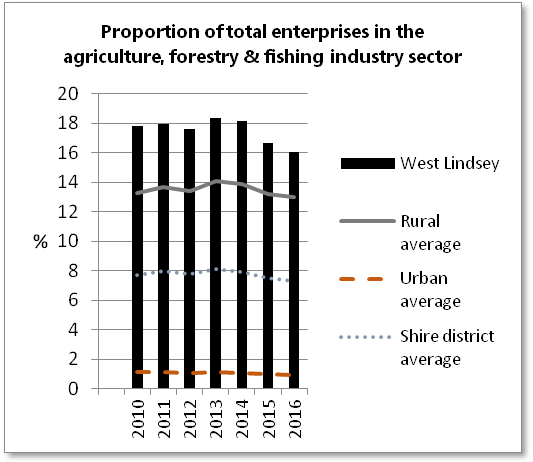 Proportion of total enterprises in the
agriculture, forestry & fishing industry sector
20
18
16
14
12
10
8
6
4
2
0
%
2010
2011
2012
2013
2014
2015
2016
West Lindsey
Rural
average
Urban
average
Shire district
average